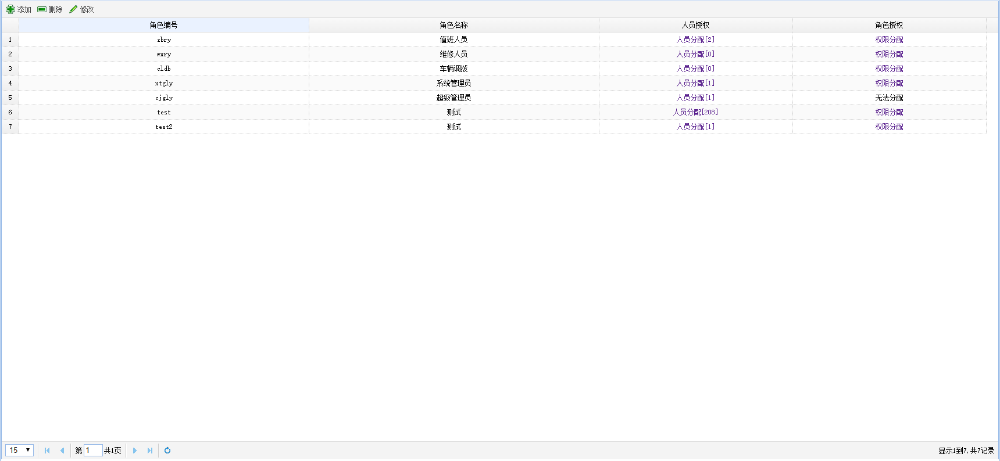 添加 删除 修改
角色编号 角色名称 人员授权 角色授权
1 zbry 值班人员 人员分配[2] 权限分配
2 wxry 维修人员 人员分配[0] 权限分配
3 cldb 车辆调拨 人员分配[0] 权限分配
4 xtgly 系统管理员 人员分配[1] 权限分配
5 cjgly 超级管理员 人员分配[1] 无法分配
6 test 测试 人员分配[208] 权限分配
7 test2 测试 人员分配[1] 权限分配
15 第 1 共1页 显示1到7,共7记录